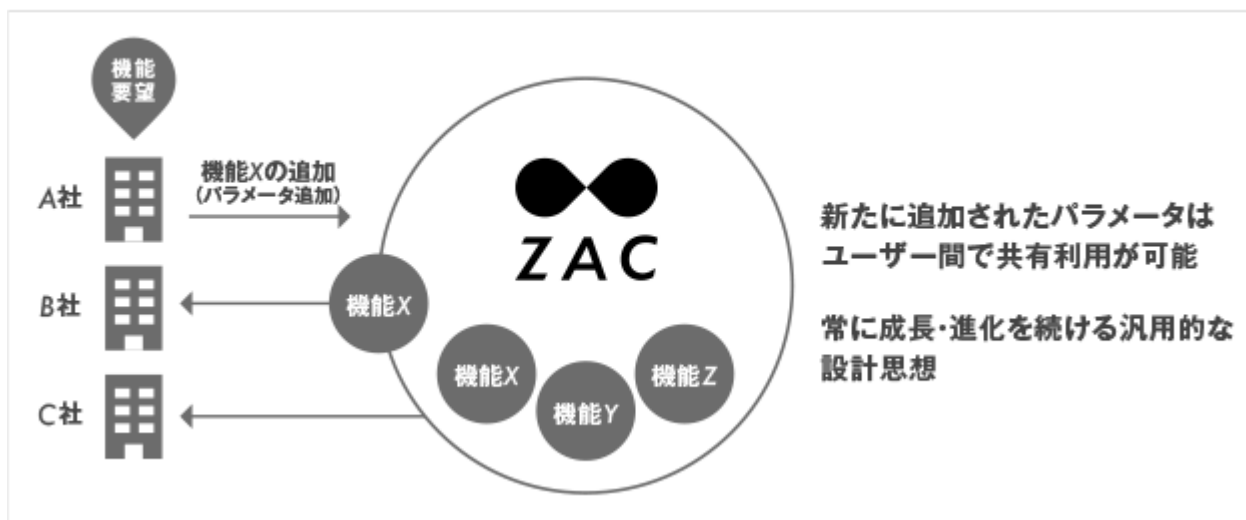 機能
要望
A社
機能Xの追加
(パラメータ追加)
B社
C社
機能X
ZAC
機能X
機能Y
機能Z
新たに追加されたパラメータは
ユーザー間で共有利用が可能
常に成長・進化を続ける汎用的な
設計思想